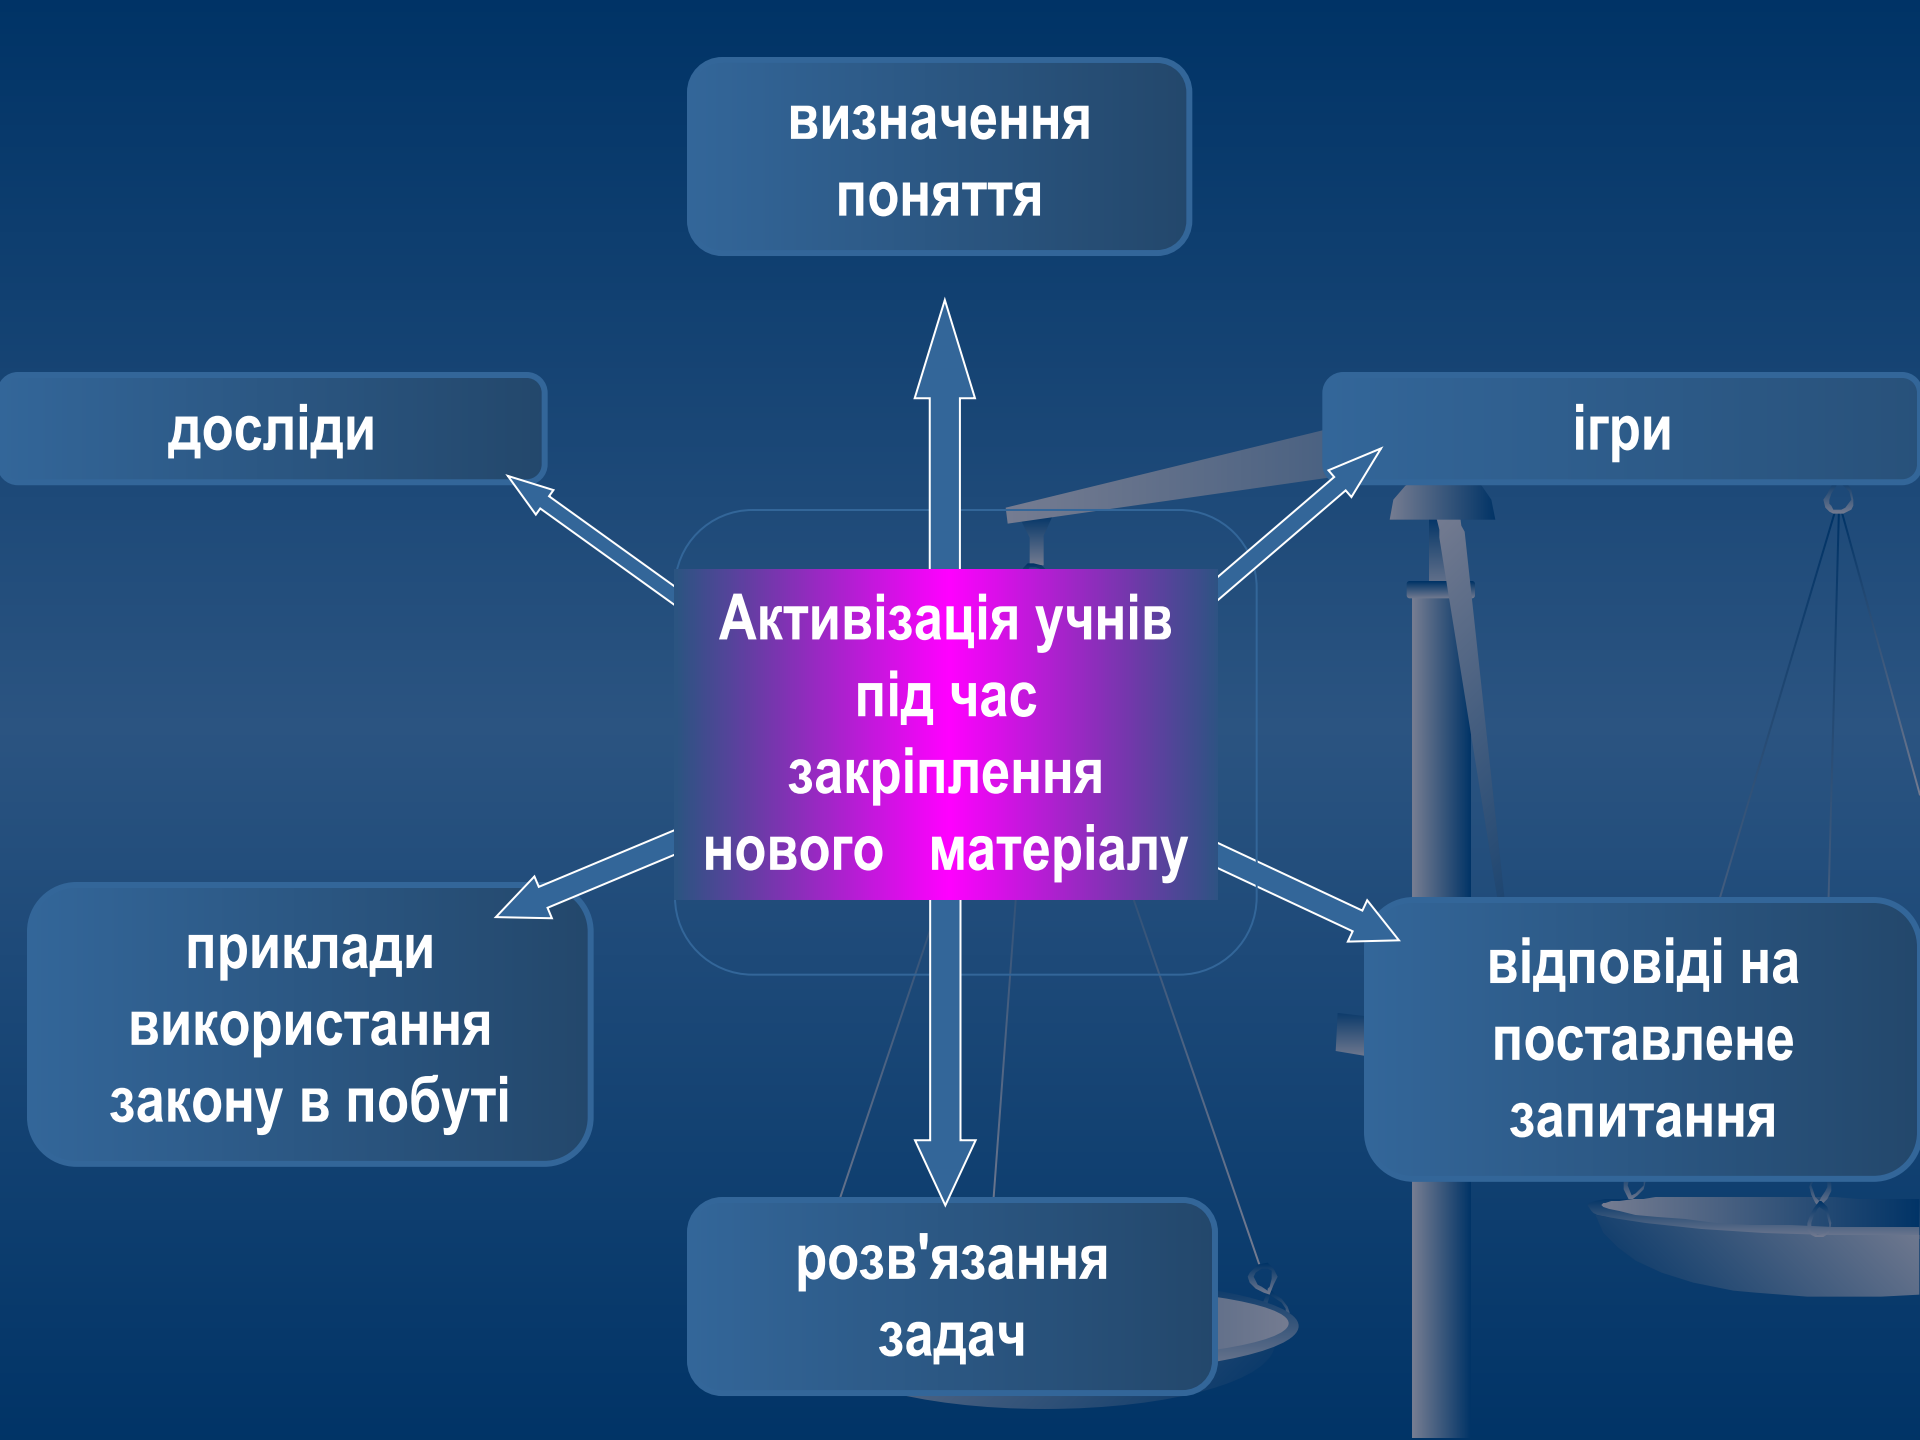 визначення
поняття
досліди
ігри
Активізація учнів
під час
закріплення
нового   матеріалу
приклади
використання
закону в побуті
відповіді на
поставлене
запитання
розв'язання
задач